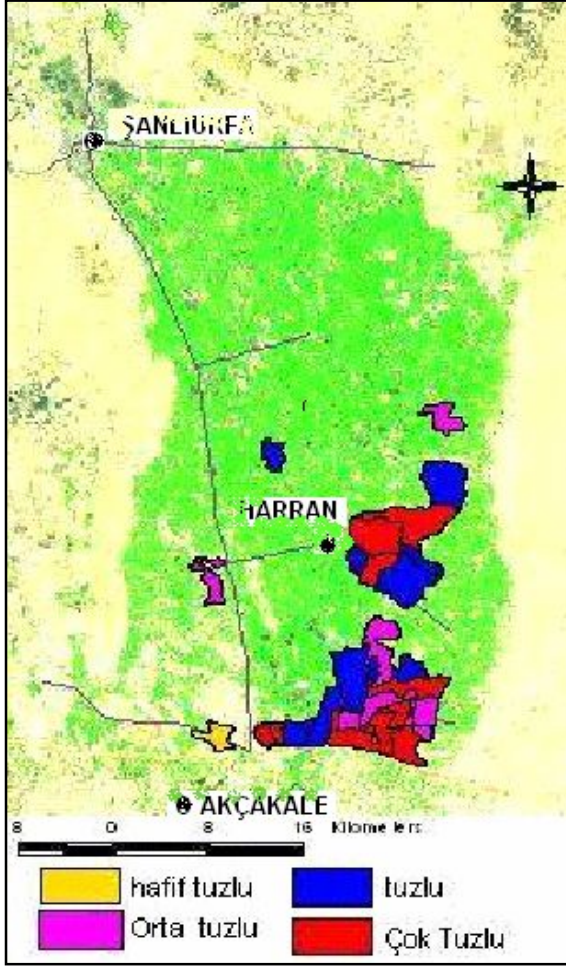 ŞANLIURFA
HARRAN
AKÇAKALE
8 0 8 16 Kilometers
hafif tuzlu
tuzlu
Orta tuzlu
Çok Tuzlu